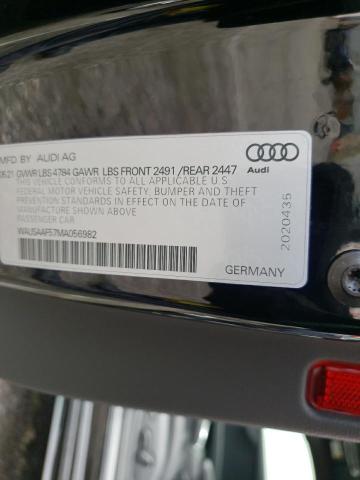 MFD BY AUDI AG
05.21 GVWR LBS 4784 GAWR LBS FRONT 2491 / REAR 2447
THIS VEHICLE CONFORMS TO ALL APPLICABLE U.S.
FEDERAL MOTOR VEHICLE SAFETY, BUMPER AND THEFT
PREVENTION STANDARDS IN EFFECT ON THE DATE OF
MANUFACTURE SHOWN ABOVE
PASSENGER CAR
WAUSAAF57MA056982
Audi
2020435
GERMANY